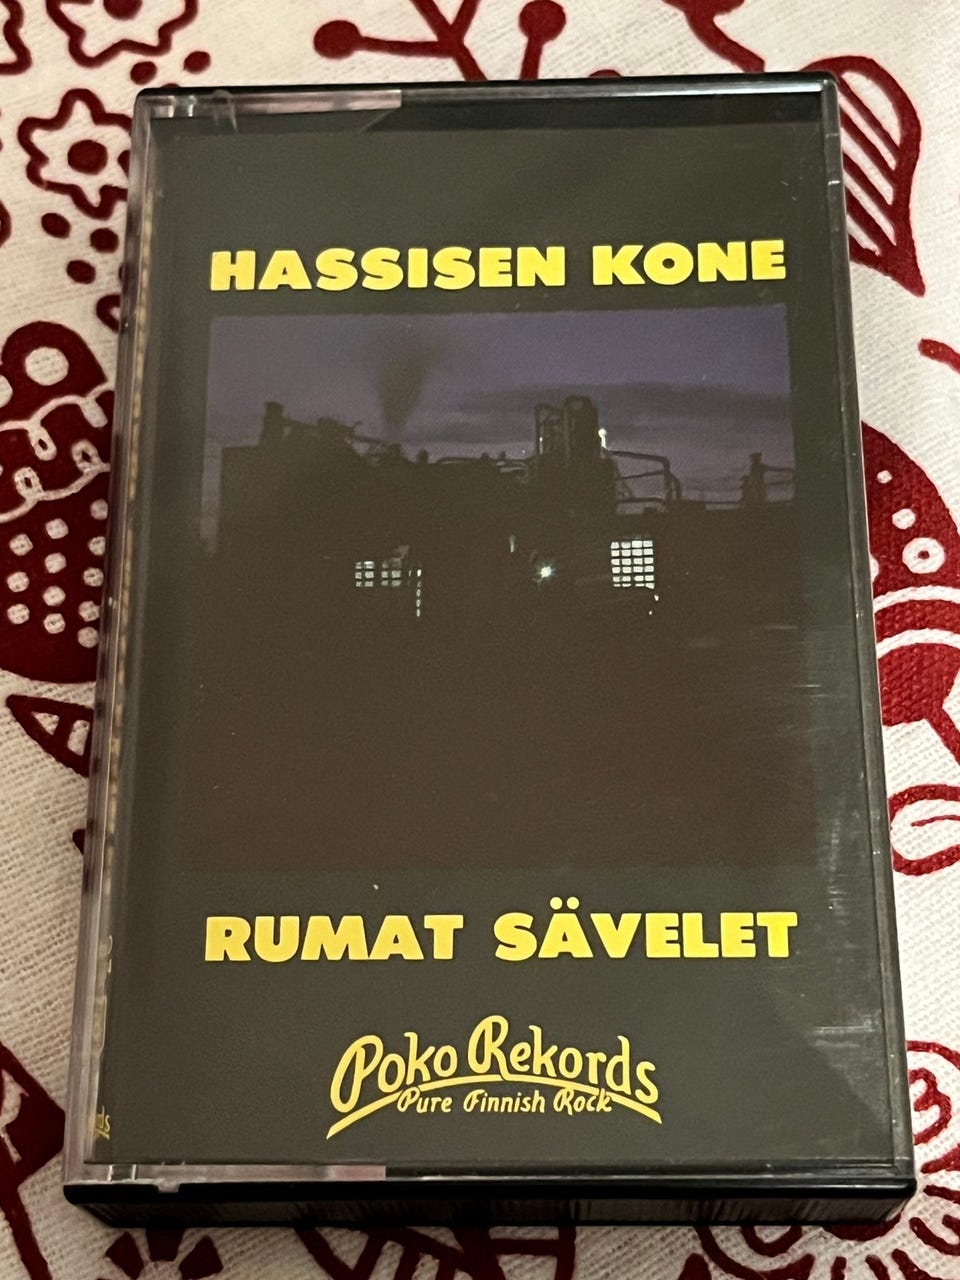 HASSISEN KONE
RUMAT SÄVELET
Poko Rekords
Pure Finnish Rock